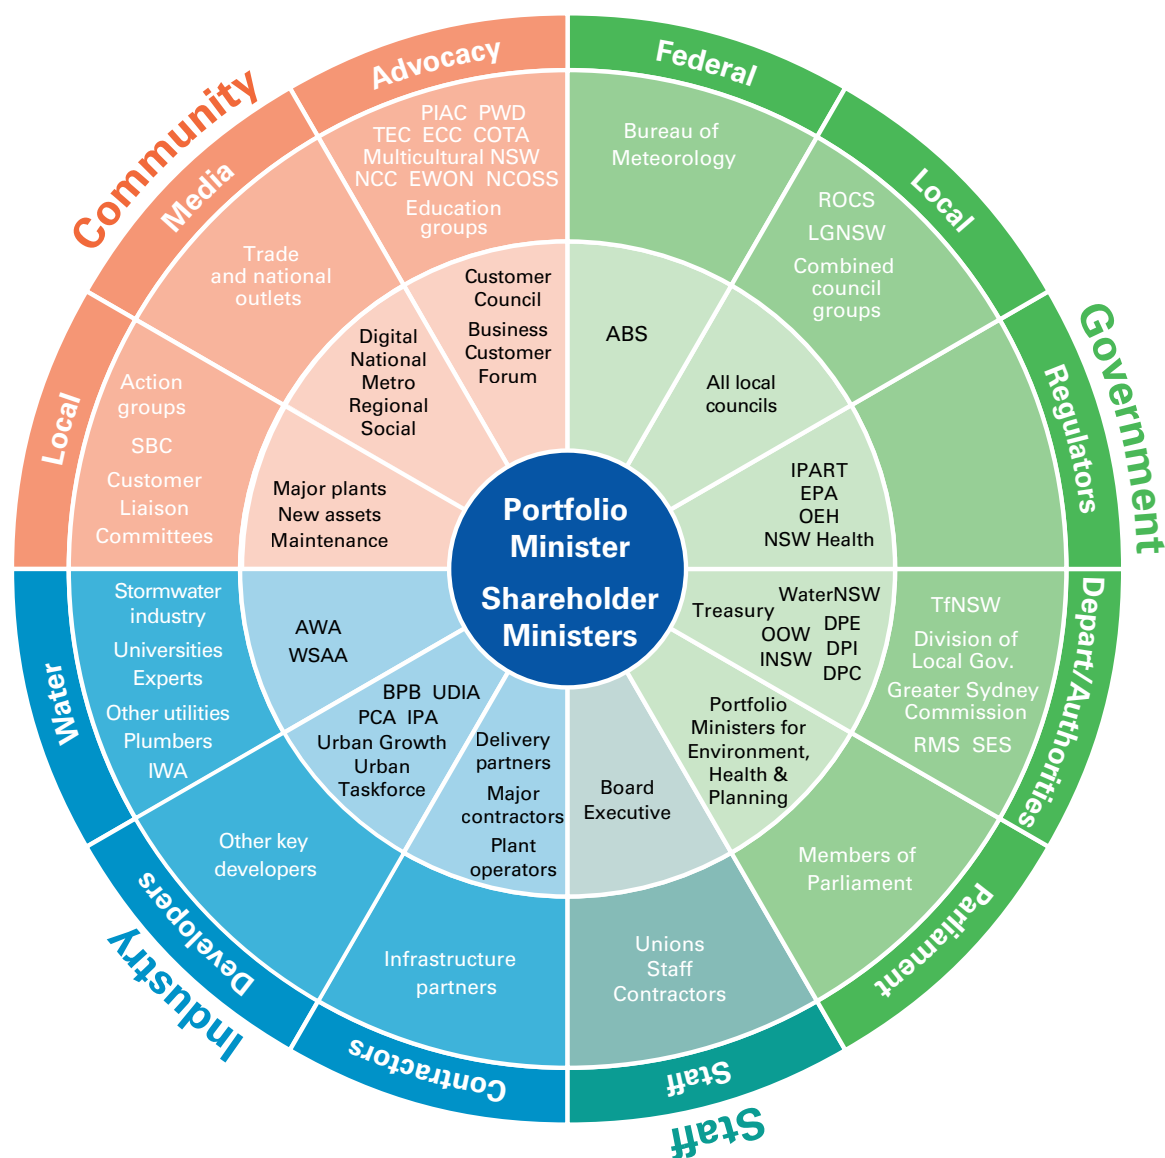 Community
Advocacy
PIAC PWD
TEC ECC COTA
Multicultural NSW
NCC EWON NCOSS
Education
groups
Customer
Council
Business
Customer
Forum
Media
Trade
and national
outlets
Digital
National
Metro
Regional
Social
Local
Action
groups
SBC
Customer
Liaison
Committees
Major plants
New assets
Maintenance
Government
Federal
Bureau of
Meteorology
ABS
Local
ROCS
LGNSW
Combined
council
groups
All local
councils
Regulators
IPART
EPA
OEH
NSW Health
Depart/Authorities
TfNSW
Division of
Local Gov.
Greater Sydney
Commission
RMS SES
WaterNSW
Treasury
OOW DPE
INSW DPI
DPC
Parliament
Members of
Parliament
Portfolio
Ministers for
Environment,
Health &
Planning
Portfolio
Minister
Shareholder
Ministers
Staff
Staff
Unions
Staff
Contractors
Board
Executive
Industry
Contractors
Infrastructure
partners
Delivery
partners
Major
contractors
Plant
operators
Developers
Other key
developers
BPB UDIA
PCA IPA
Urban Growth
Urban
Taskforce
Water
Stormwater
industry
Universities
Experts
Other utilities
Plumbers
IWA
AWA
WSAA